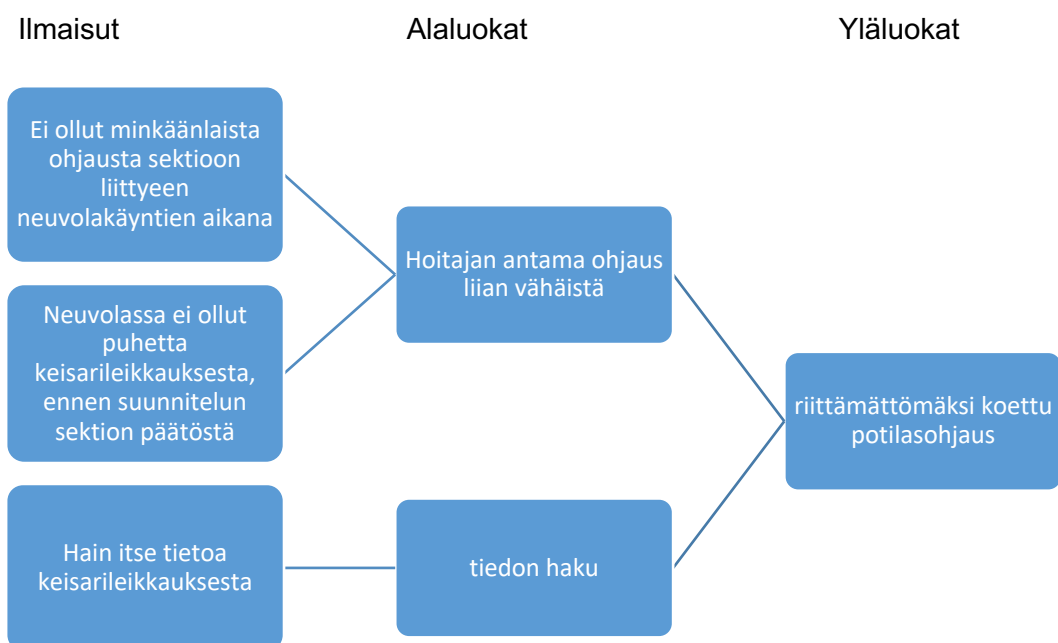 Ilmaisut
Alaluokat
Yläluokat
Ei ollut minkäänlaista
ohjausta sektioon
liittyeen
neuvolakäyntien aikana
Neuvolassa ei ollut
puhetta
keisarileikkauksesta,
ennen suunnitelun
sektion päätöstä
Hain itse tietoa
keisarileikkauksesta
Hoitajan antama ohjaus
liian vähäistä
tiedon haku
riittämättömäksi koettu
potilasohjaus